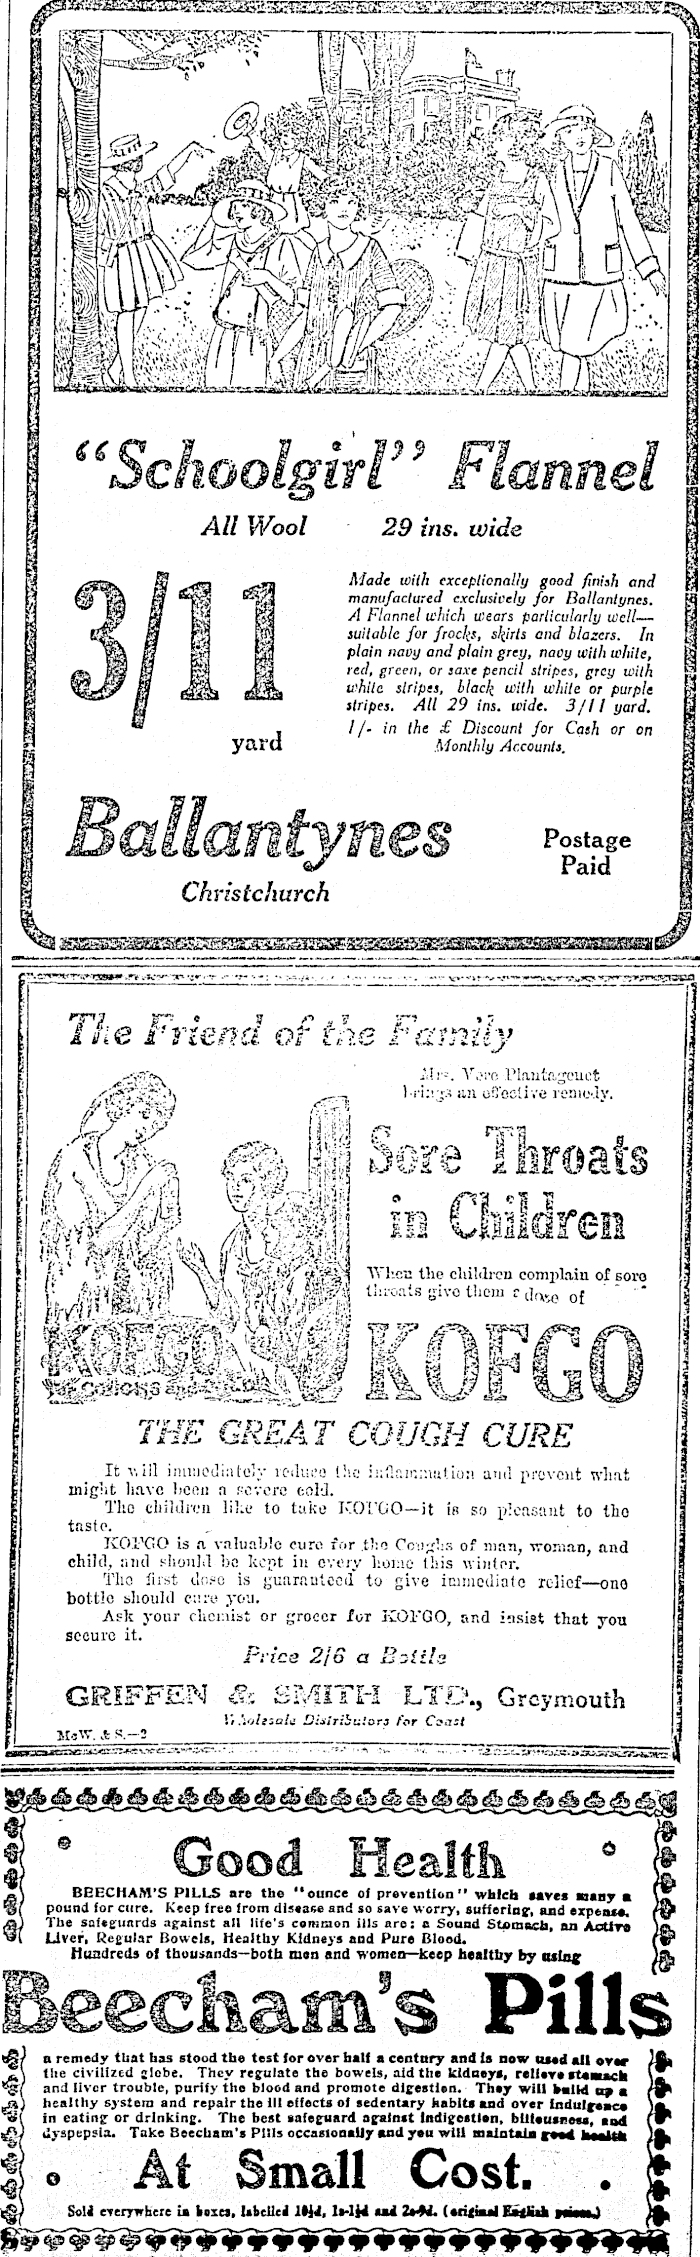 “Schoolgirl” Flannel
All Wool 29 ins. wide
3/11
yard
Made with exceptionally good finish and
manufactured exclusively for Ballantynes.
A Flannel which wears particularly well—
suitable for frocks, skirts and blazers. In
plain navy and plain grey, navy with white,
red, green, or saxe pencil stripes, grey with
white stripes, black with white or purple
stripes. All 29 ins. wide. 3/11 yard.
1/- in the £ Discount for Cash or on
Monthly Accounts.
Ballantynes
Christchurch
Postage
Paid
The Friend of the Family
Mrs. Vere Plantagenet
brings an effective remedy.
Sore Throats
in Children
When the children complain of sore
throats give them a dose of
KOFGO
KOFGO
THE GREAT COUGH CURE
It will immediately reduce the inflammation and prevent what
might have been a severe cold.
The children like to take KOFGO—it is so pleasant to the
taste.
KOFGO is a valuable cure for the Coughs of man, woman, and
child, and should be kept in every home this winter.
The first dose is guaranteed to give immediate relief—one
bottle should cure you.
Ask your chemist or grocer for KOFGO, and insist that you
secure it.
Price 2/6 a Bottle
GRIFFEN & SMITH LTD., Greymouth
Wholesale Distributors for Coast
McW. & S.—2
Good Health
BEECHAM'S PILLS are the "ounce of prevention" which saves many a
pound for cure. Keep free from disease and so save worry, suffering, and expense.
The safeguards against all life's common ills are: a Sound Stomach, an Active
Liver, Regular Bowels, Healthy Kidneys and Pure Blood.
Hundreds of thousands—both men and women—keep healthy by using
Beecham's Pills
a remedy that has stood the test for over half a century and is now used all over
the civilized globe. They regulate the bowels, aid the kidneys, relieve stomach
and liver trouble, purify the blood and promote digestion. They will build up a
healthy system and repair the ill effects of sedentary habits and over indulgence
in eating or drinking. The best safeguard against indigestion, biliousness, and
dyspepsia. Take Beecham's Pills occasionally and you will maintain good health
At Small Cost.
Sold everywhere in boxes, labelled 10½d, 1s-1½d and 2s-9d. (original English prices.)